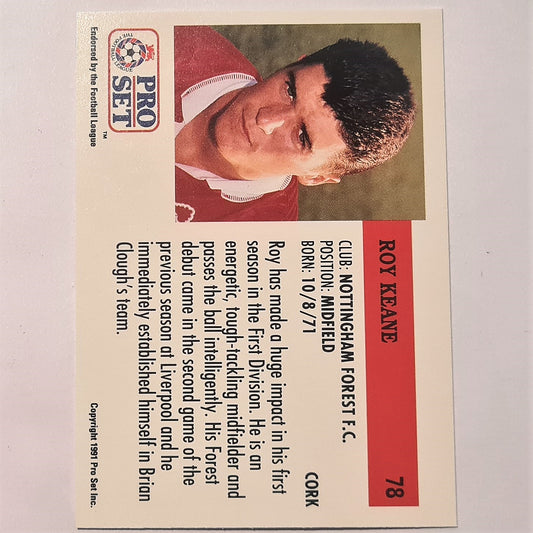 ROY KEANE 78
CLUB: NOTTINGHAM FOREST F.C.
POSITION: MIDFIELD
BORN: 10/8/71 CORK
Roy has made a huge impact in his first
season in the First Division. He is an
energetic, tough-tackling midfielder and
passes the ball intelligently. His Forest
debut came in the second game of the
previous season at Liverpool and he
immediately established himself in Brian
Clough's team.
THE FOOTBALL LEAGUE
PRO
SET
™
Endorsed by the Football League
Copyright 1991 Pro Set Inc.